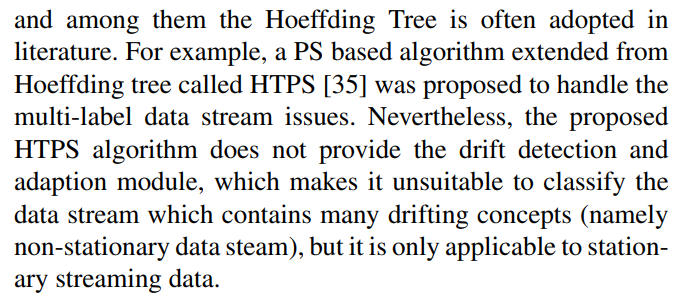 and among them the Hoeffding Tree is often adopted in
literature. For example, a PS based algorithm extended from
Hoeffding tree called HTPS [35] was proposed to handle the
multi-label data stream issues. Nevertheless, the proposed
HTPS algorithm does not provide the drift detection and
adaption module, which makes it unsuitable to classify the
data stream which contains many drifting concepts (namely
non-stationary data steam), but it is only applicable to station-
ary streaming data.